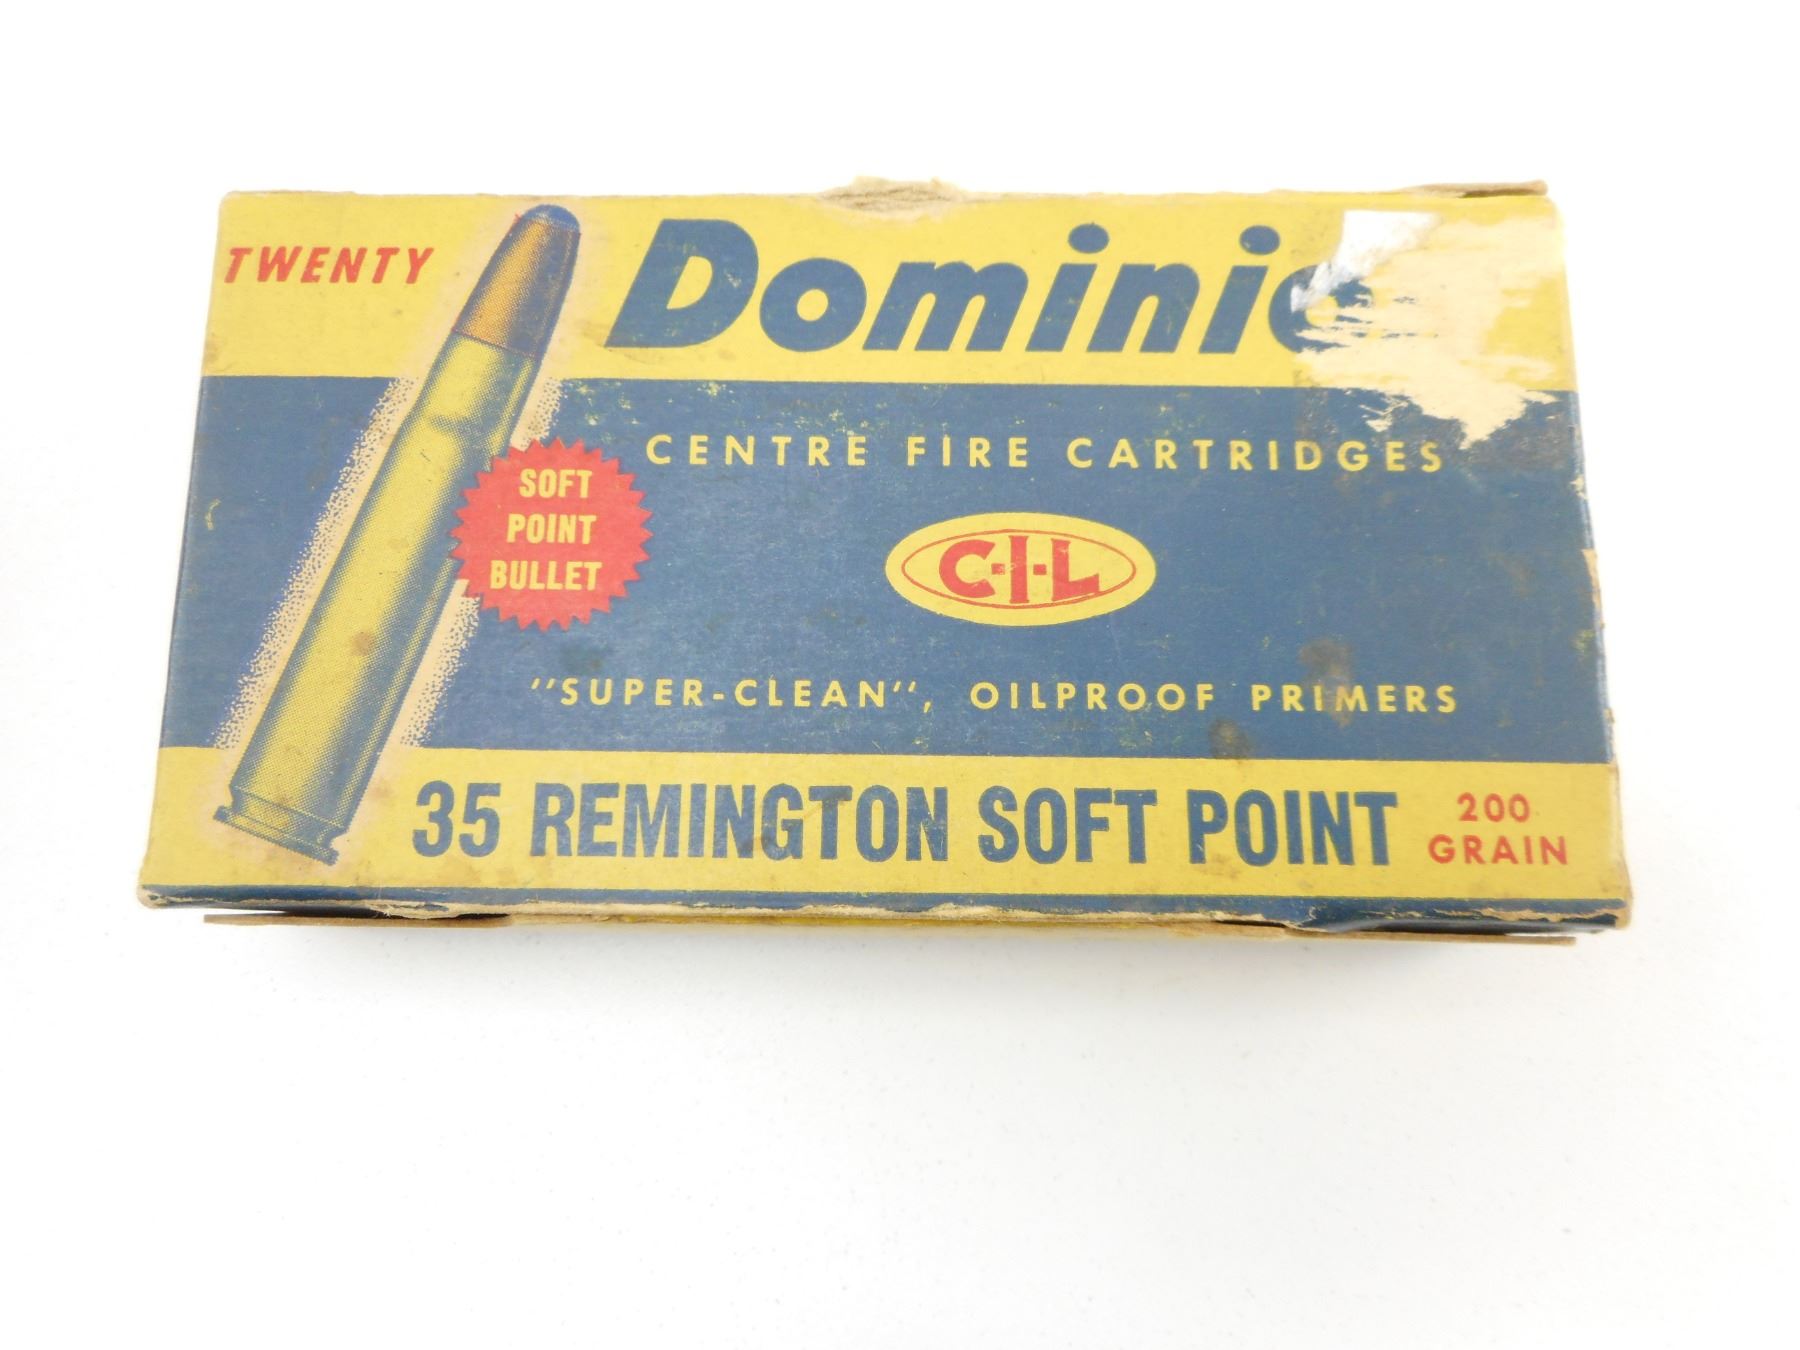 TWENTY
Dominio
SOFT
POINT
BULLET
CENTRE FIRE CARTRIDGES
C-I-L
"SUPER-CLEAN", OILPROOF PRIMERS
35 REMINGTON SOFT POINT
200
GRAIN